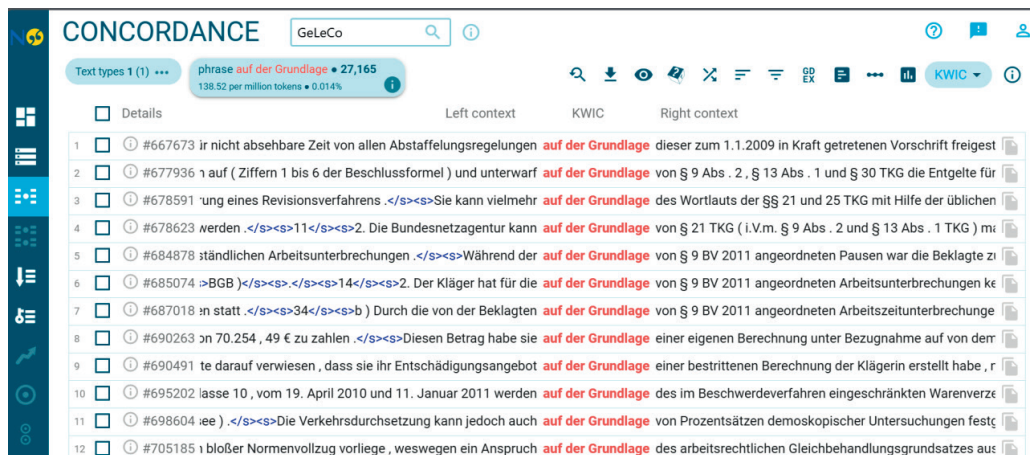 CONCORDANCE GeLeCo
Text types 1 (1) ••• phrase auf der Grundlage • 27,165
138.52 per million tokens • 0.014%
GD EX KWIC
Details Left context KWIC Right context
1 #667673 ir nicht absehbare Zeit von allen Abstaffelungsregelungen auf der Grundlage dieser zum 1.1.2009 in Kraft getretenen Vorschrift freigest
2 #677936 n auf ( Ziffern 1 bis 6 der Beschlussformel ) und unterwarf auf der Grundlage von § 9 Abs . 2 , § 13 Abs . 1 und § 30 TKG die Entgelte für
3 #678591 rung eines Revisionsverfahrens .</s><s>Sie kann vielmehr auf der Grundlage des Wortlauts der §§ 21 und 25 TKG mit Hilfe der üblichen
4 #678623 werden .</s><s>11</s><s>2. Die Bundesnetzagentur kann auf der Grundlage von § 21 TKG ( i.V.m. § 9 Abs . 2 und § 13 Abs . 1 TKG ) ma
5 #684878 ständlichen Arbeitsunterbrechungen .</s><s>Während der auf der Grundlage von § 9 BV 2011 angeordneten Pausen war die Beklagte zu
6 #685074 >BGB )</s><s>.</s><s>14</s><s>2. Der Kläger hat für die auf der Grundlage von § 9 BV 2011 angeordneten Arbeitsunterbrechungen ke
7 #687018 en statt .</s><s>34</s><s>b ) Durch die von der Beklagten auf der Grundlage von § 9 BV 2011 angeordneten Arbeitszeitunterbrechunge
8 #690263 on 70.254 , 49 € zu zahlen .</s><s>Diesen Betrag habe sie auf der Grundlage einer eigenen Berechnung unter Bezugnahme auf von dem
9 #690491 te darauf verwiesen , dass sie ihr Entschädigungsangebot auf der Grundlage einer bestrittenen Berechnung der Klägerin erstellt habe , r
10 #695202 lasse 10 , vom 19. April 2010 und 11. Januar 2011 werden auf der Grundlage des im Beschwerdeverfahren eingeschränkten Warenverze
11 #698604 see ) .</s><s>Die Verkehrsdurchsetzung kann jedoch auch auf der Grundlage von Prozentsätzen demoskopischer Untersuchungen festg
12 #705185 bloßer Normenvollzug vorliege , weswegen ein Anspruch auf der Grundlage des arbeitsrechtlichen Gleichbehandlungsgrundsatzes aus